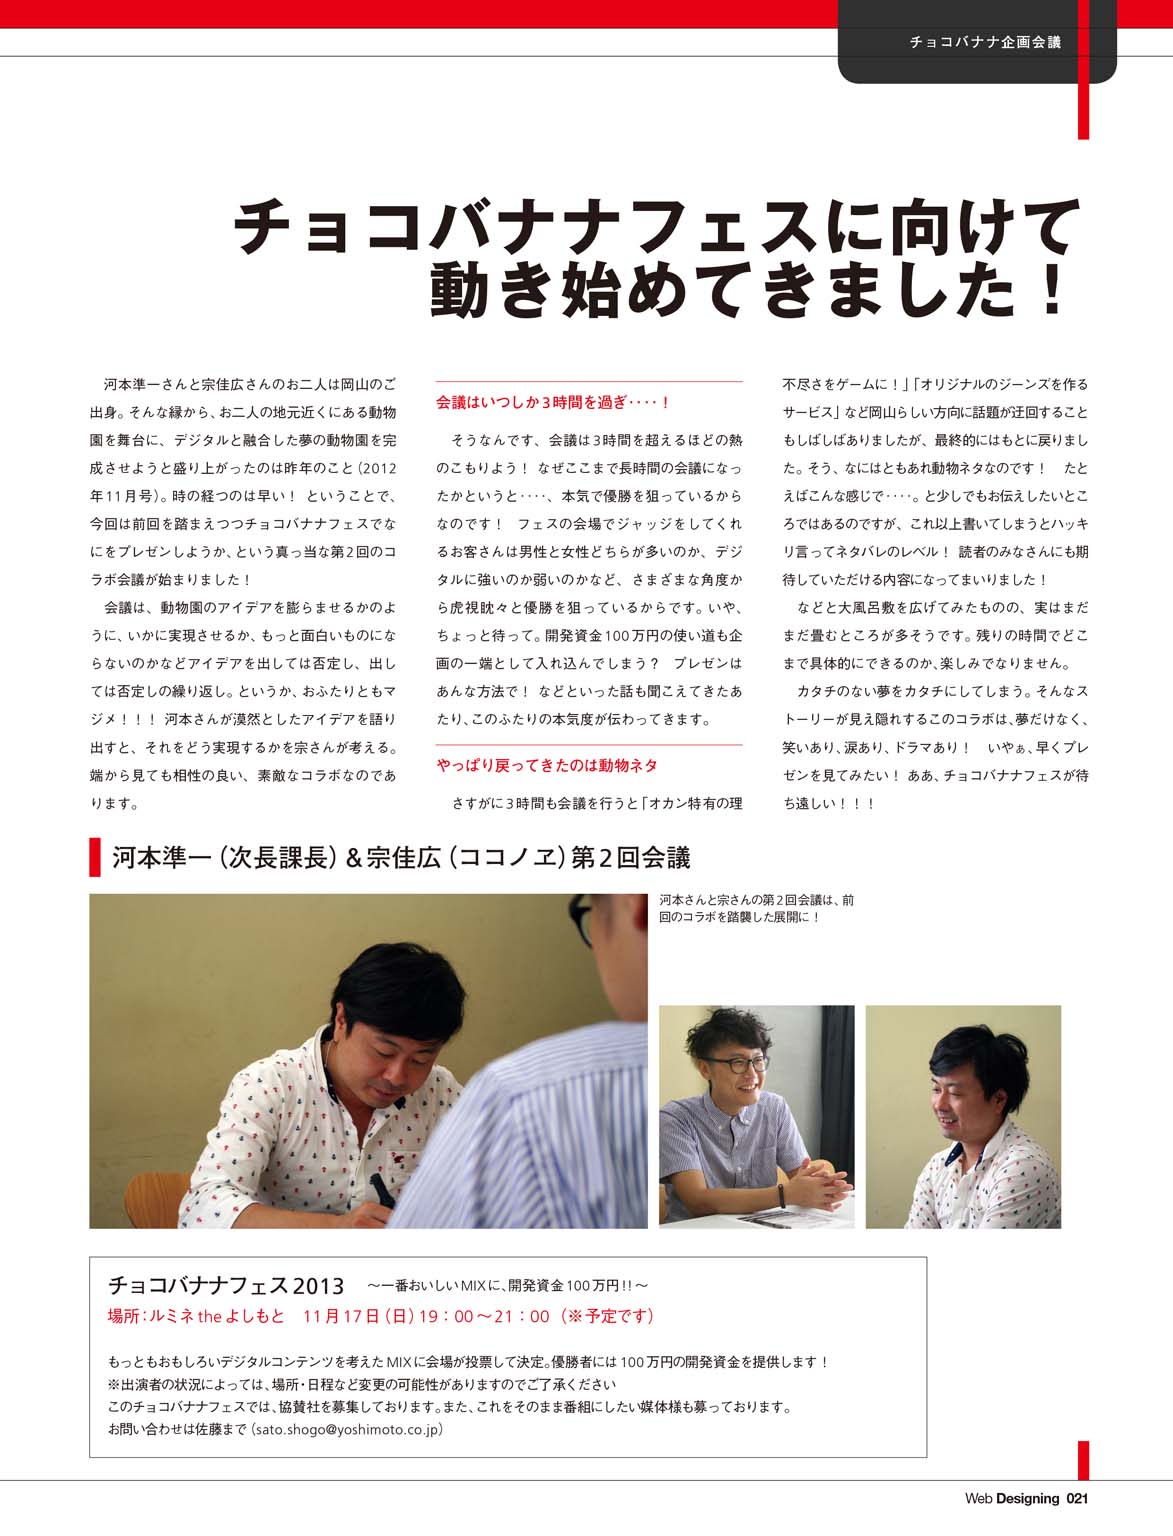 チョコバナナ企画会議
チョコバナナフェスに向けて
動き始めてきました！
　河本準一さんと宗佳広さんのお二人は岡山のご
出身。そんな縁から、お二人の地元近くにある動物
園を舞台に、デジタルと融合した夢の動物園を完
成させようと盛り上がったのは昨年のこと（2012
年11月号）。時の経つのは早い！ ということで、
今回は前回を踏まえつつチョコバナナフェスでな
にをプレゼンしようか、という真っ当な第2回のコ
ラボ会議が始まりました！
　会議は、動物園のアイデアを膨らませるかのよ
うに、いかに実現させるか、もっと面白いものにな
らないのかなどアイデアを出しては否定し、出し
ては否定しの繰り返し。というか、おふたりともマ
ジメ！！！ 河本さんが漠然としたアイデアを語り
出すと、それをどう実現するかを宗さんが考える。
端から見ても相性の良い、素敵なコラボなのであ
ります。
会議はいつしか3時間を過ぎ‥‥！
　そうなんです、会議は3時間を超えるほどの熱
のこもりよう！ なぜここまで長時間の会議になっ
たかというと‥‥、本気で優勝を狙っているから
なのです！ フェスの会場でジャッジをしてくれ
るお客さんは男性と女性どちらが多いのか、デジ
タルに強いのか弱いのかなど、さまざまな角度か
ら虎視眈々と優勝を狙っているからです。いや、
ちょっと待って。開発資金100万円の使い道も企
画の一端として入れ込んでしまう？ プレゼンは
あんな方法で！ などといった話も聞こえてきたあ
たり、このふたりの本気度が伝わってきます。
やっぱり戻ってきたのは動物ネタ
　さすがに3時間も会議を行うと「オカン特有の理
不尽さをゲームに！」「オリジナルのジーンズを作る
サービス」など岡山らしい方向に話題が迂回すること
もしばしばありましたが、最終的にはもとに戻りまし
た。そう、なにはともあれ動物ネタなのです！　たと
えばこんな感じで‥‥。と少しでもお伝えしたいとこ
ろではあるのですが、これ以上書いてしまうとハッキ
リ言ってネタバレのレベル！ 読者のみなさんにも期
待していただける内容になってまいりました！
　などと大風呂敷を広げてみたものの、実はまだ
まだ畳むところが多そうです。残りの時間でどこ
まで具体的にできるのか、楽しみでなりません。
　カタチのない夢をカタチにしてしまう。そんなス
トーリーが見え隠れするこのコラボは、夢だけなく、
笑いあり、涙あり、ドラマあり！　いやぁ、早くプレ
ゼンを見てみたい！ ああ、チョコバナナフェスが待
ち遠しい！！！
河本準一（次長課長）＆宗佳広（ココノヱ）第2回会議
河本さんと宗さんの第2回会議は、前
回のコラボを踏襲した展開に！
チョコバナナフェス2013　～一番おいしいMIXに、開発資金100万円!!～
場所：ルミネtheよしもと　11月17日（日）19：00～21：00（※予定です）
もっともおもしろいデジタルコンテンツを考えたMIXに会場が投票して決定。優勝者には100万円の開発資金を提供します！
※出演者の状況によっては、場所・日程など変更の可能性がありますのでご了承ください
このチョコバナナフェスでは、協賛社を募集しております。また、これをそのまま番組にしたい媒体様も募っております。
お問い合わせは佐藤まで（sato.shogo@yoshimoto.co.jp）
Web Designing 021